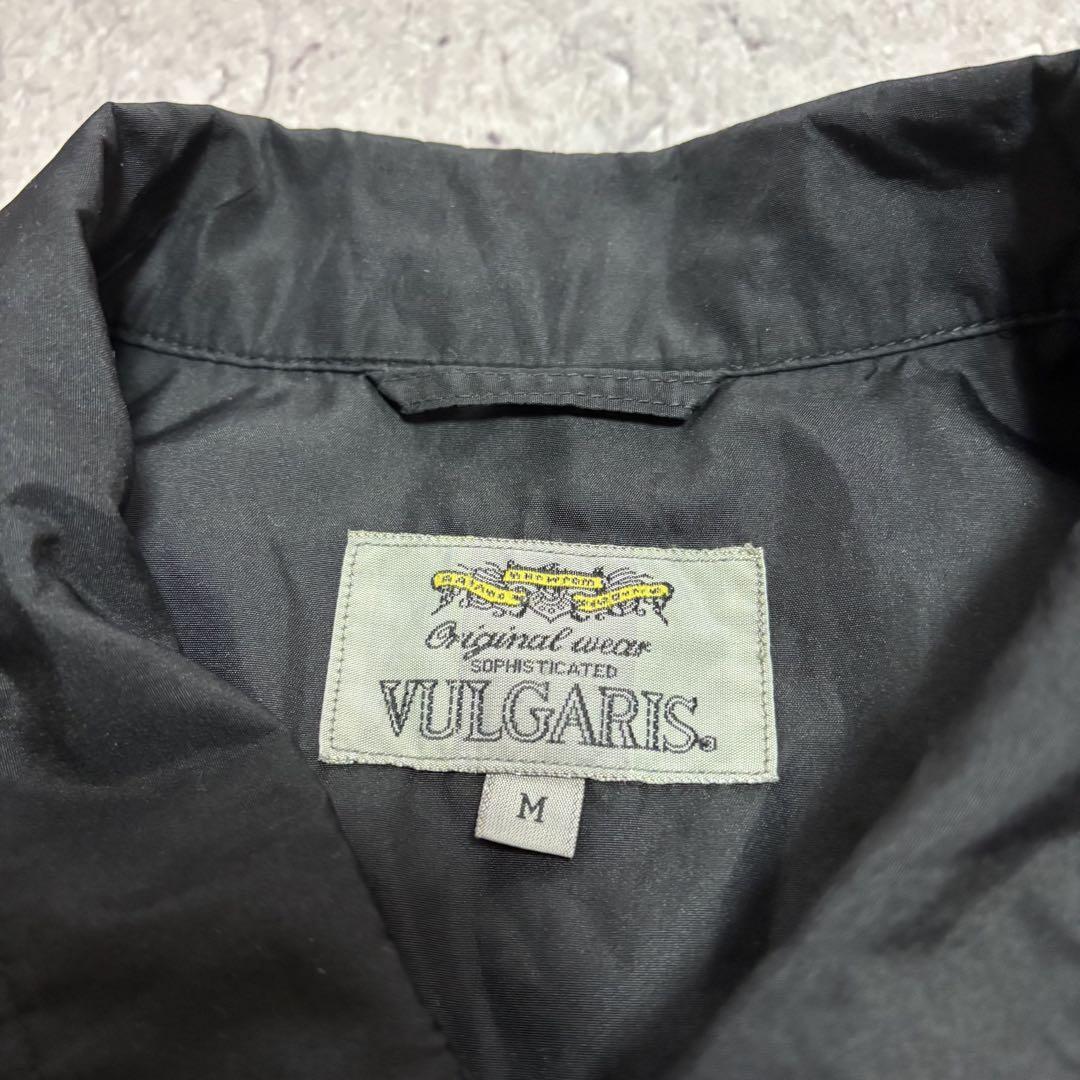 Original wear
SOPHISTICATED
VULGARIS.
M